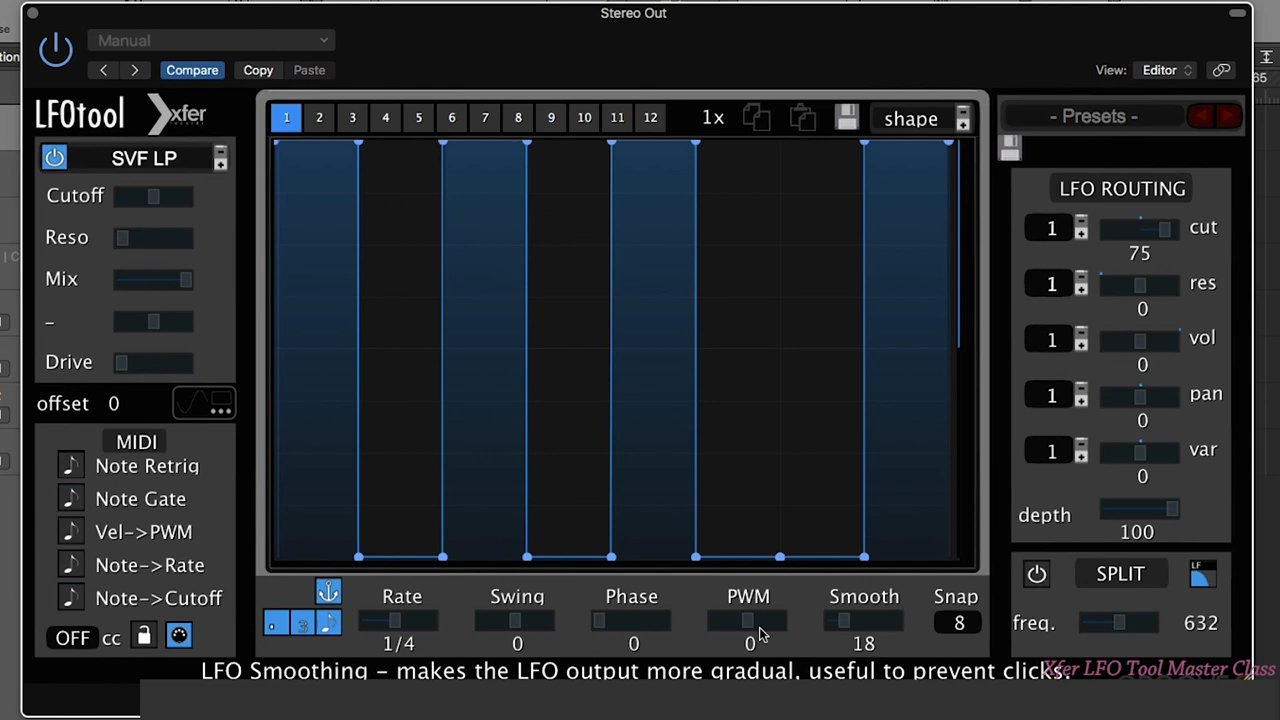 Stereo Out
Manual
Compare Copy Paste View: Editor
LFOtool xfer
1 2 3 4 5 6 7 8 9 10 11 12 1x shape - Presets -
SVF LP
Cutoff
Reso
Mix
–
Drive
offset 0
MIDI
Note Retrig
Note Gate
Vel->PWM
Note->Rate
Note->Cutoff
OFF cc
LFO ROUTING
1 cut
75
1 res
0
1 vol
0
1 pan
0
1 var
0
depth
100
SPLIT LF
freq. 632
Rate Swing Phase PWM Smooth Snap
. 3
1/4 0 0 0 18 8
LFO Smoothing – makes the LFO output more gradual, useful to prevent clicks.
Xfer LFO Tool Master Class
65